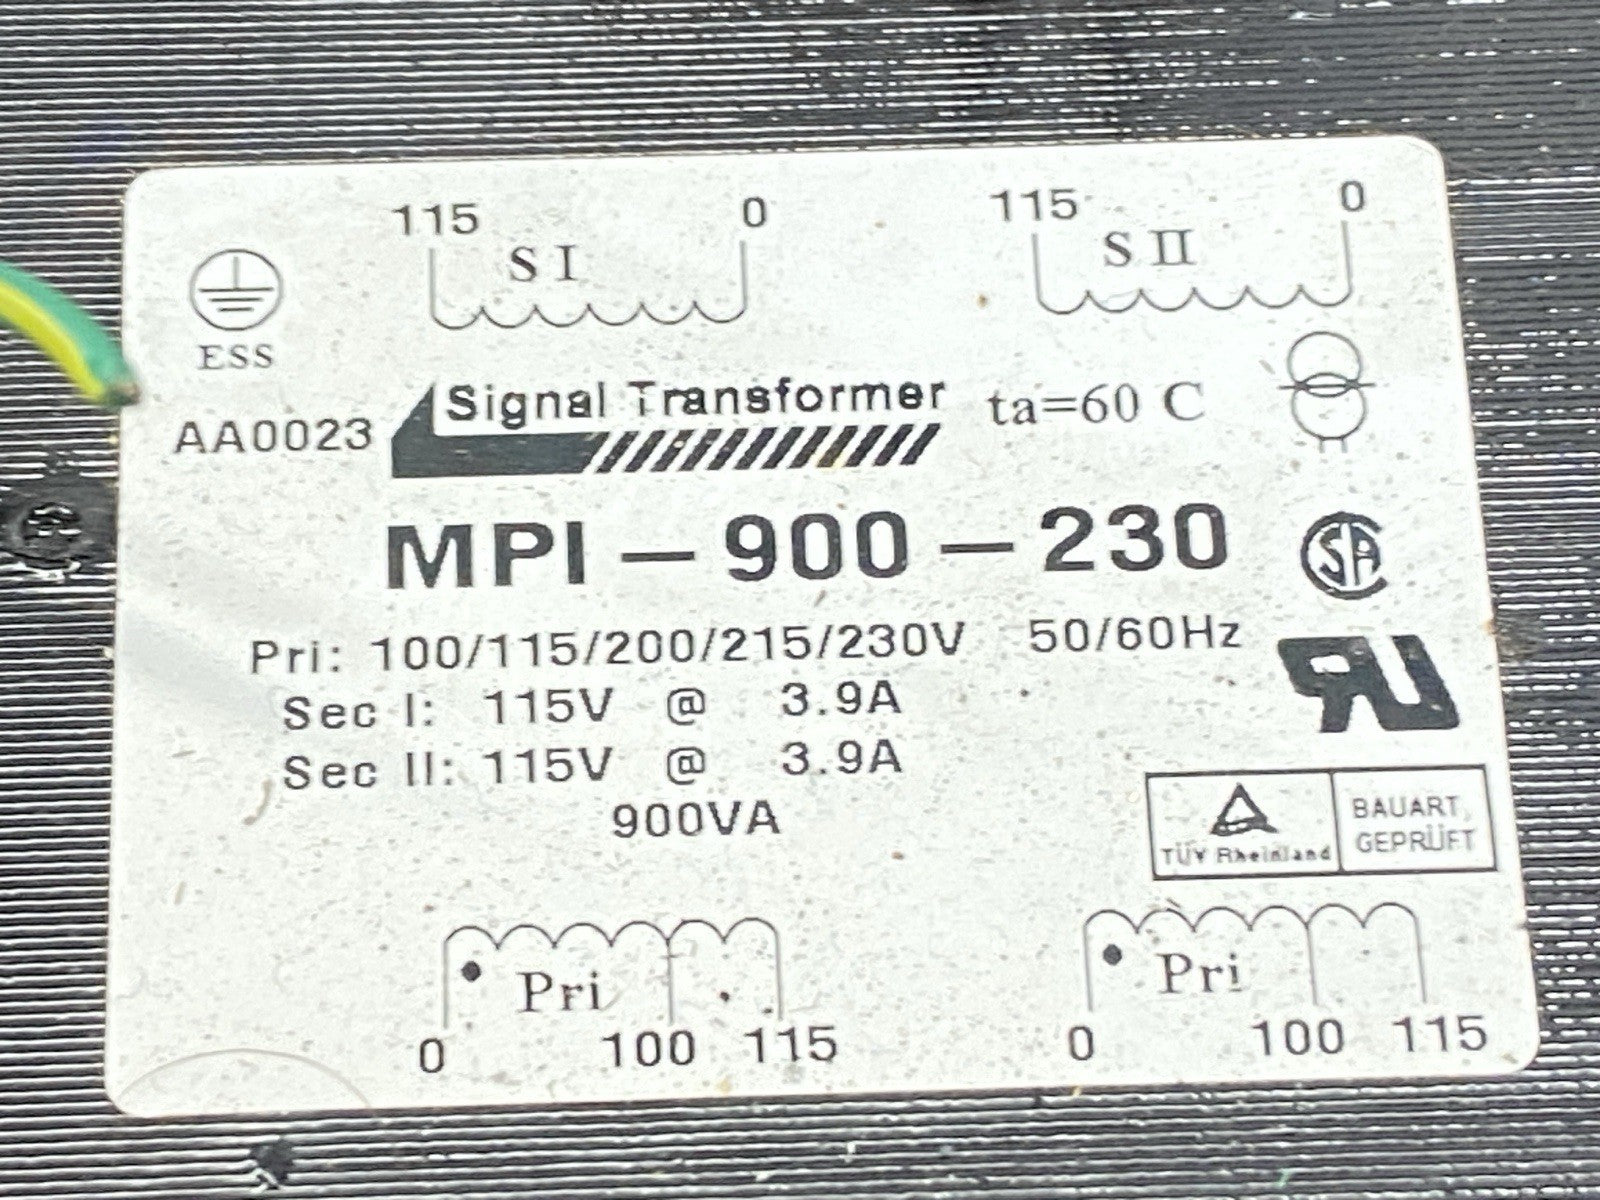 115 0 115 0
S I S II
ESS
AA0023 Signal Transformer ta=60 C
MPI-900-230 SA
Pri: 100/115/200/215/230V 50/60Hz
Sec I: 115V @ 3.9A
Sec II: 115V @ 3.9A
900VA
TÜV Rheinland BAUART GEPRÜFT
Pri Pri
0 100 115 0 100 115